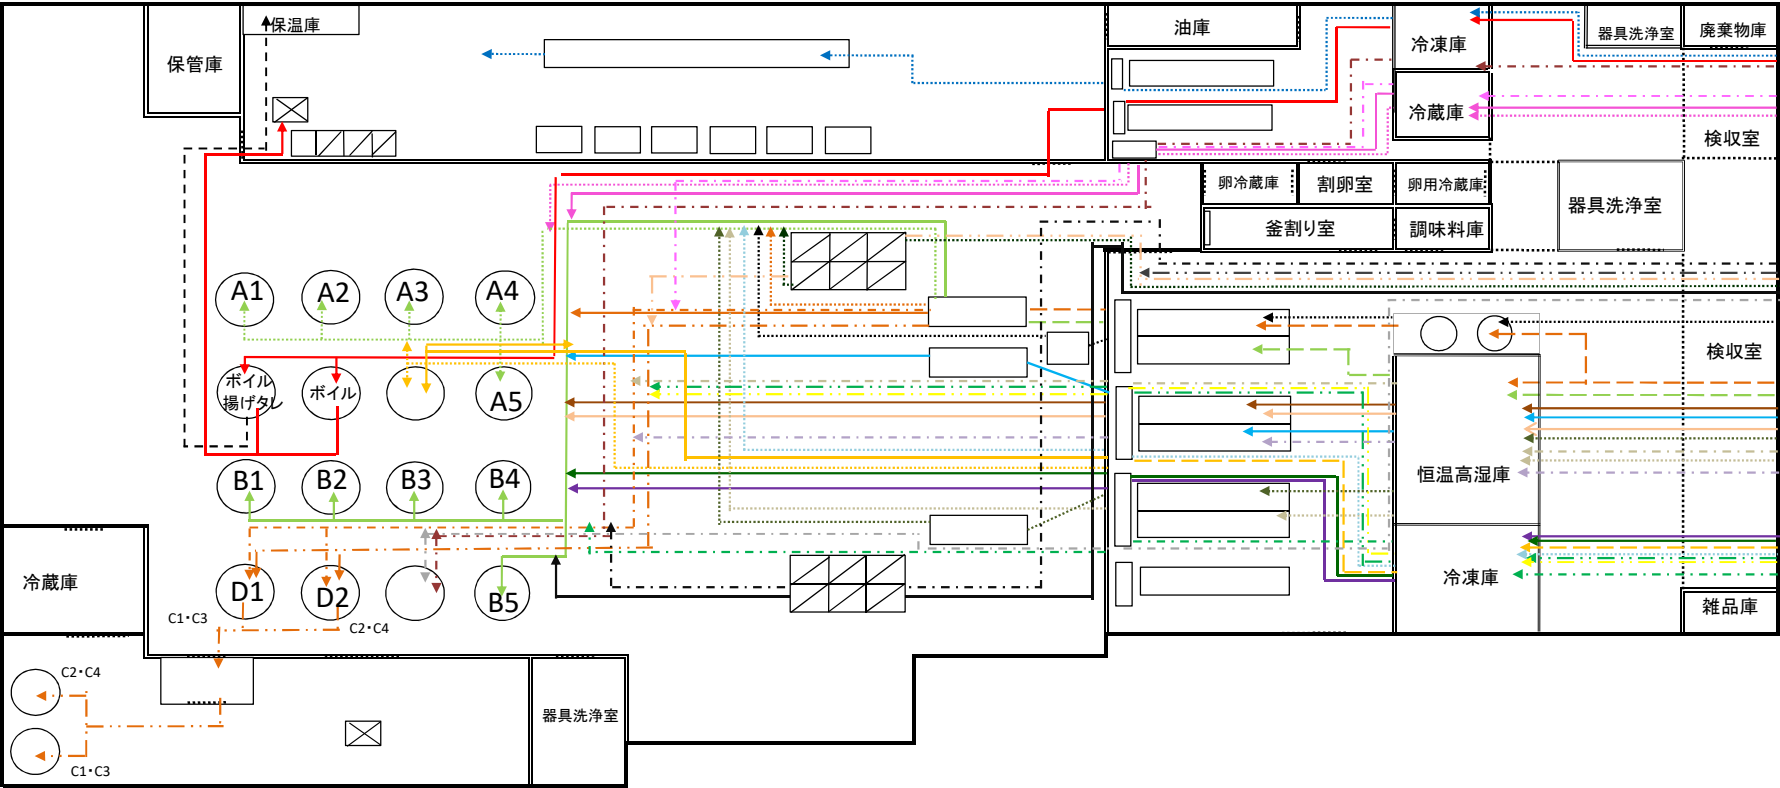 保温庫
油庫
冷凍庫
器具洗浄室
廃棄物庫
保管庫
冷蔵庫
検収室
卵冷蔵庫
割卵室
卵用冷蔵庫
器具洗浄室
釜割り室
調味料庫
A1
A2
A3
A4
検収室
ボイル
揚げタレ
ボイル
A5
B1
B2
B3
B4
恒温高湿庫
冷蔵庫
冷凍庫
D1
D2
B5
雑品庫
C1・C3
C2・C4
C2・C4
器具洗浄室
C1・C3